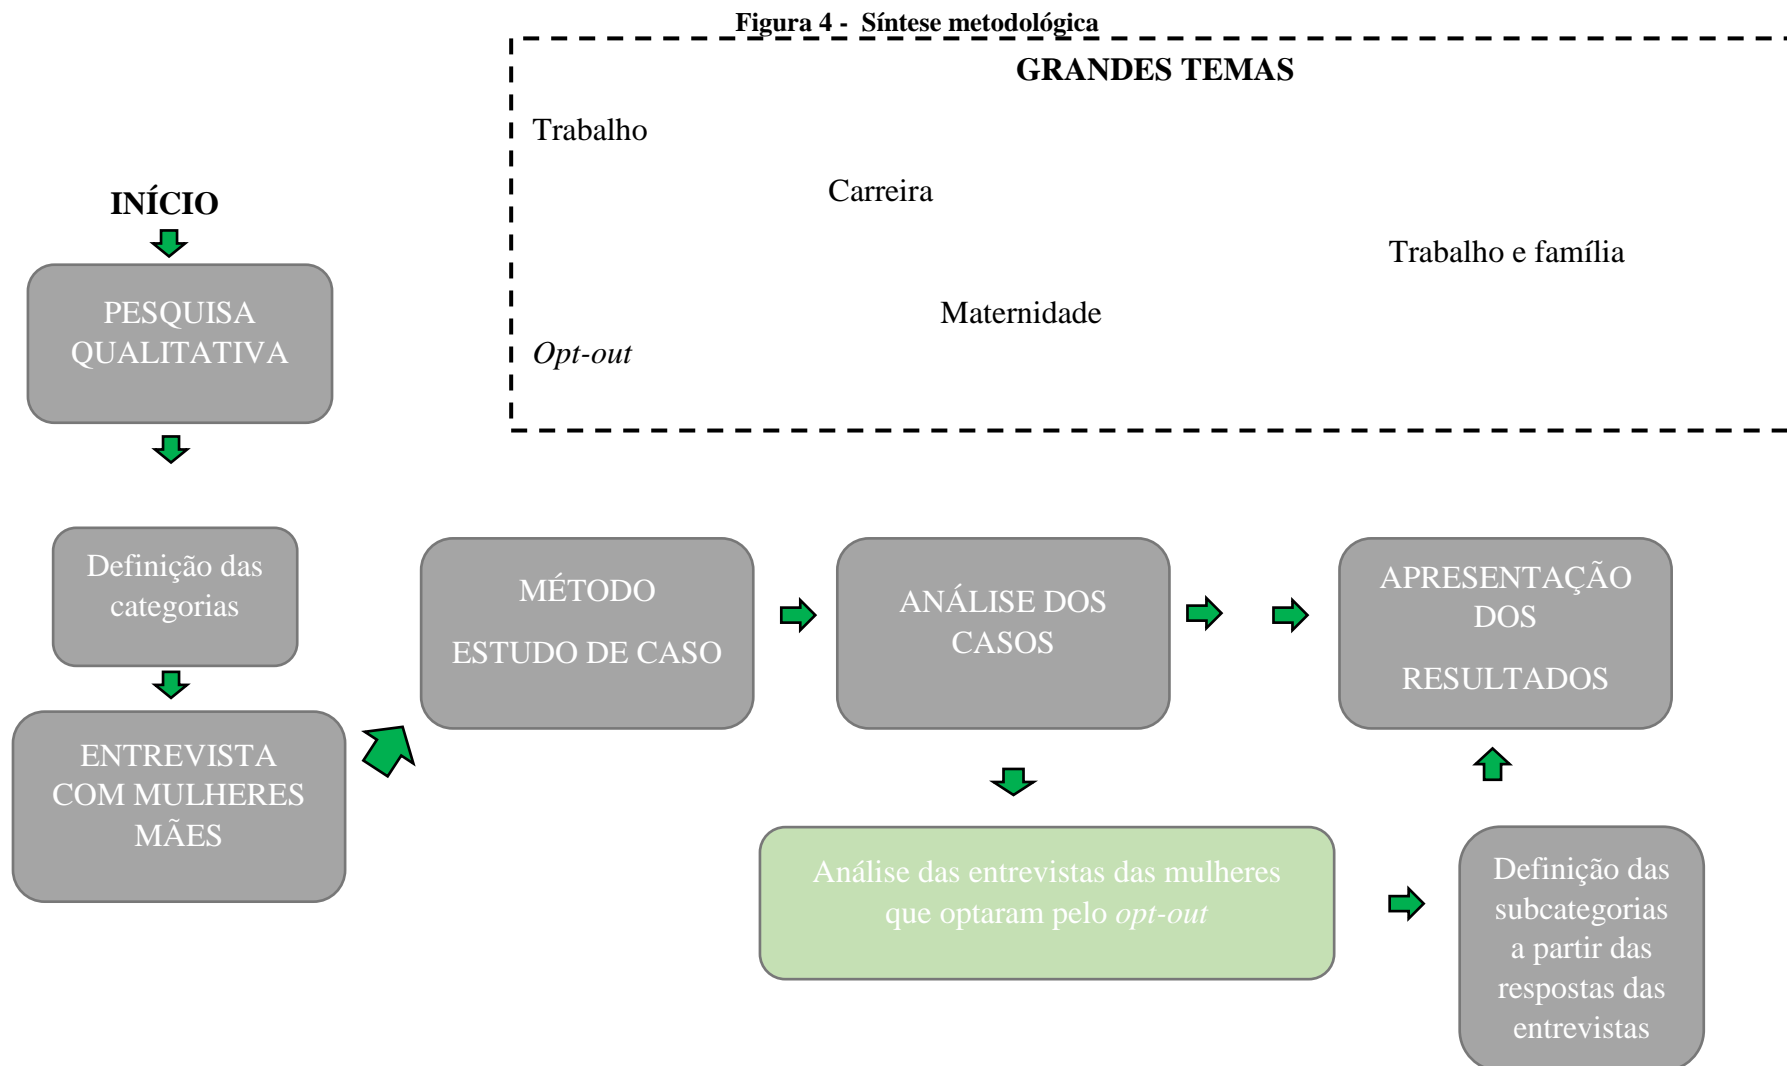 Figura 4 - Síntese metodológica
GRANDES TEMAS
Trabalho
Carreira
Trabalho e família
Maternidade
Opt-out
INÍCIO
PESQUISA
QUALITATIVA
Definição das
categorias
ENTREVISTA
COM MULHERES
MÃES
MÉTODO
ESTUDO DE CASO
ANÁLISE DOS
CASOS
APRESENTAÇÃO
DOS
RESULTADOS
Análise das entrevistas das mulheres
que optaram pelo opt-out
Definição das
subcategorias
a partir das
respostas das
entrevistas